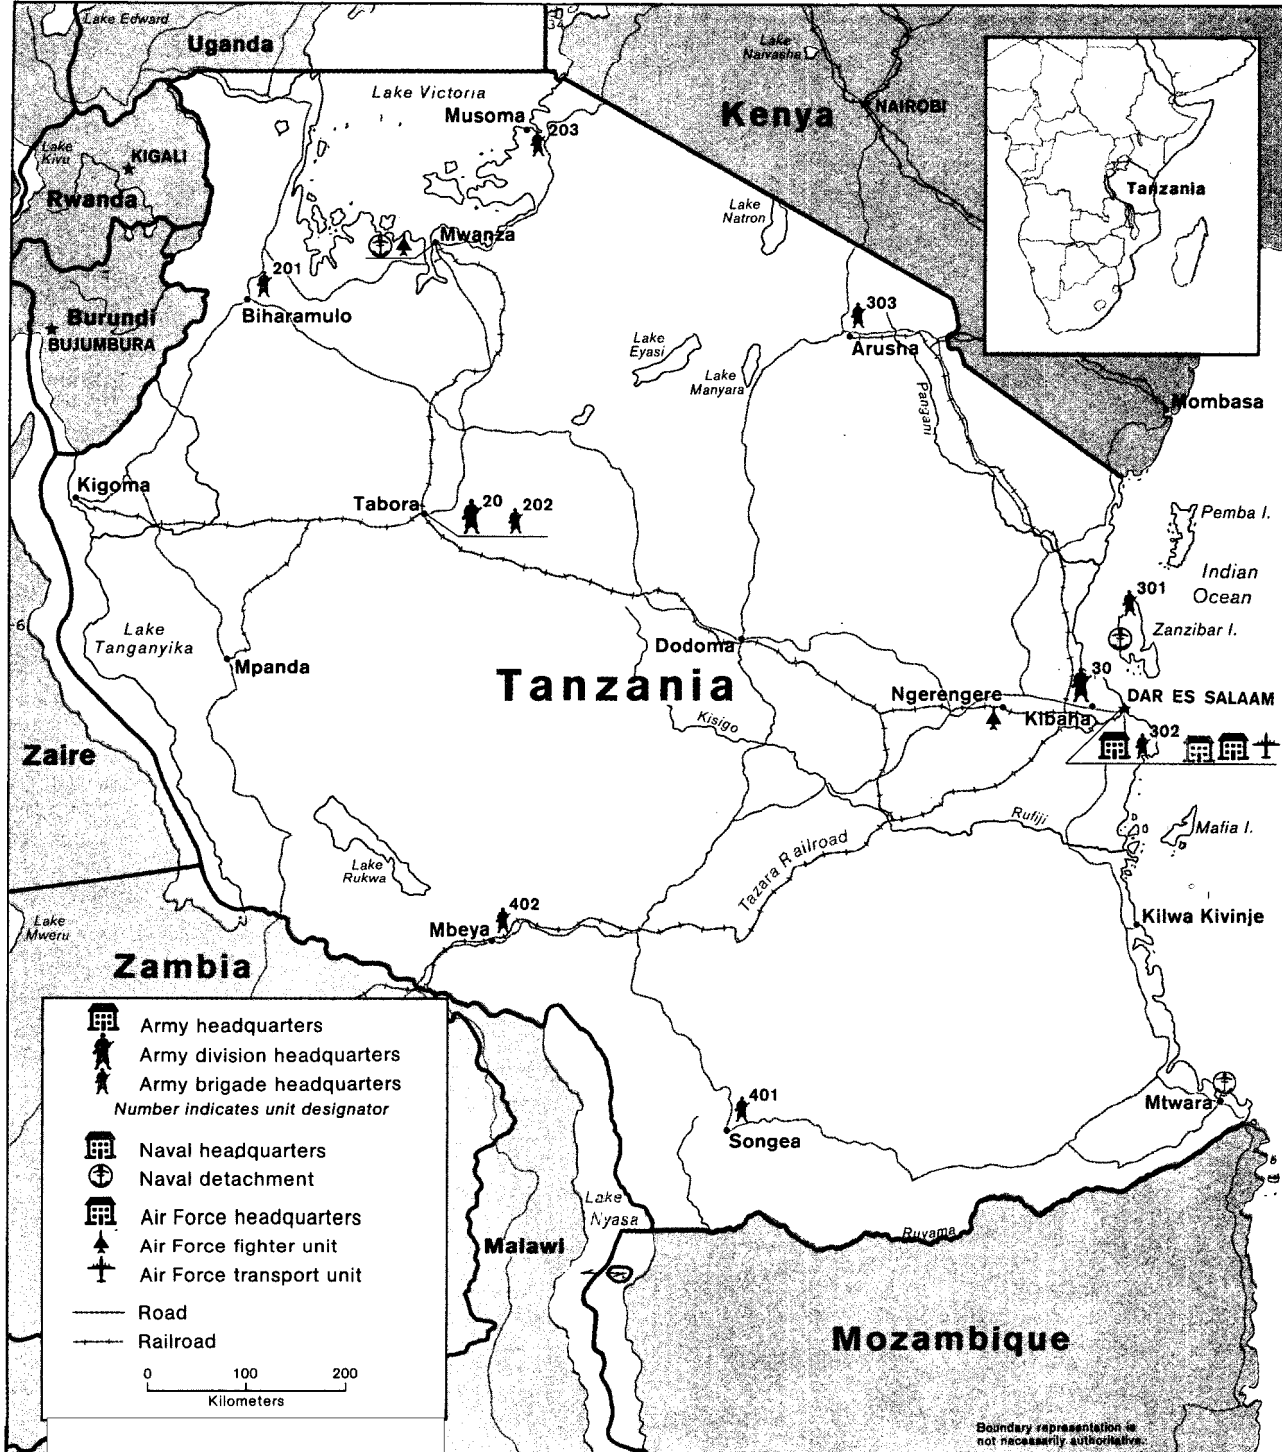 Lake Edward
Uganda
34
Lake
Naivasha
Lake Victoria
Musoma
203
Kenya
NAIROBI
Lake
Kivu
KIGALI
Rwanda
Tanzania
Lake
Natron
Mwanza
201
Biharamulo
Burundi
BUJUMBURA
303
Arusha
Lake
Eyasi
Lake
Manyara
Pangani
Mombasa
Kigoma
Tabora
20
202
Pemba I.
Indian
Ocean
301
Zanzibar I.
6
Lake
Tanganyika
Mpanda
Dodoma
Tanzania
30
Ngerengere
Kibaha
DAR ES SALAAM
302
Kisigo
Zaire
Rufiji
Mafia I.
Tazara Railroad
Lake
Rukwa
402
Mbeya
Kilwa Kivinje
Lake
Mweru
Zambia
401
Songea
Mtwara
Lake
Nyasa
Malawi
Ruvuma
Mozambique
Army headquarters
Army division headquarters
Army brigade headquarters
Number indicates unit designator
Naval headquarters
Naval detachment
Air Force headquarters
Air Force fighter unit
Air Force transport unit
Road
Railroad
0 100 200
Kilometers
Boundary representation is
not necessarily authoritative.